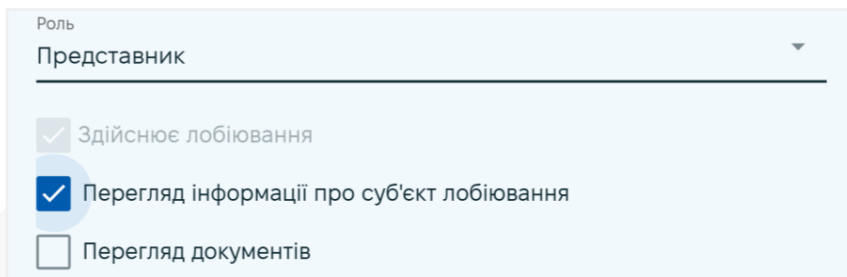 Роль
Представник
Здійснює лобіювання
Перегляд інформації про суб'єкт лобіювання
Перегляд документів